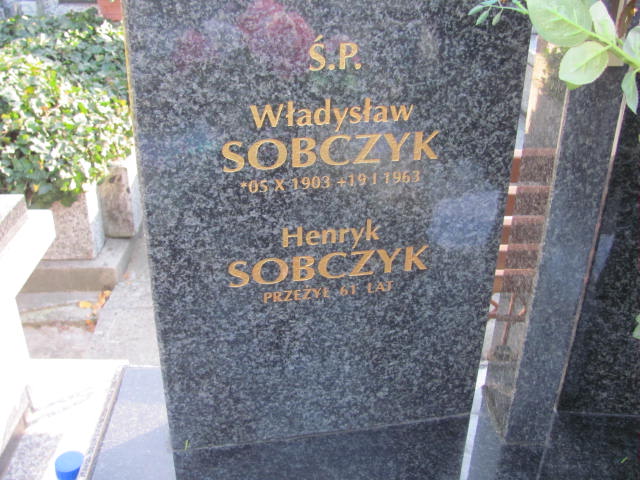 Ś.P.
Władysław
SOBCZYK
*05 X 1903 +19 I 1963
Henryk
SOBCZYK
PRZEŻYŁ 61 LAT